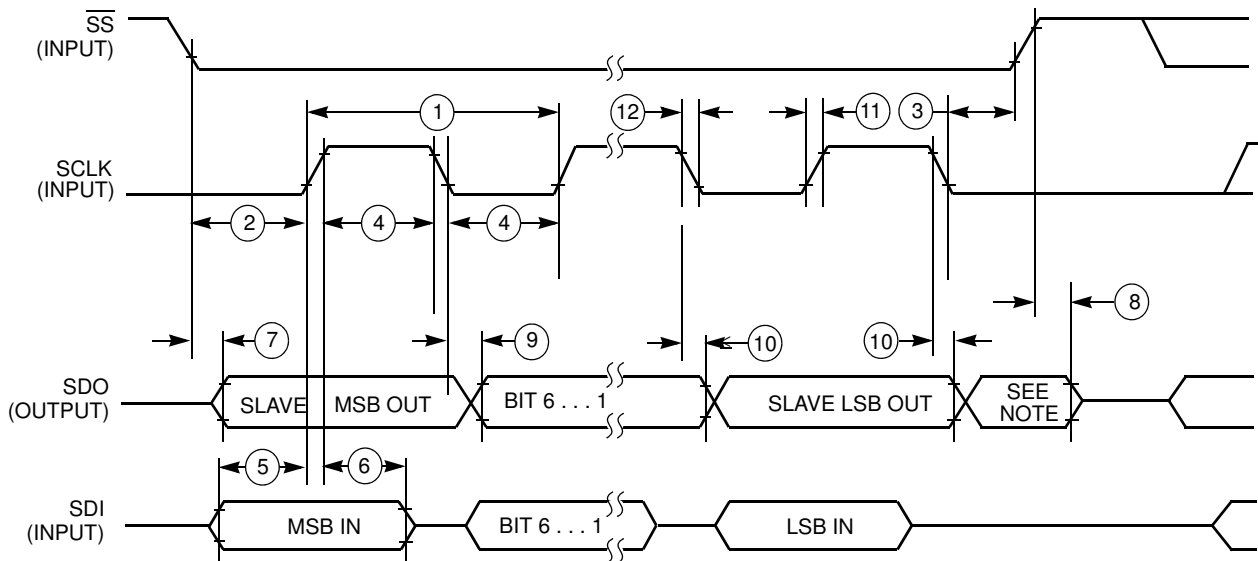 SS
(INPUT)
1
12
11
3
SCLK
(INPUT)
2
4
4
8
7
9
10
10
SDO
(OUTPUT)
SLAVE MSB OUT
BIT 6 . . . 1
SLAVE LSB OUT
SEE
NOTE
5
6
SDI
(INPUT)
MSB IN
BIT 6 . . . 1
LSB IN